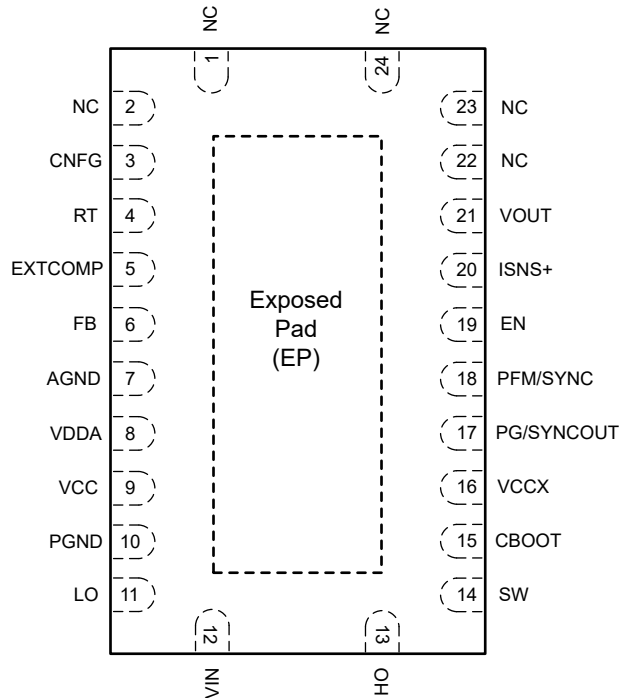 NC
NC
1
24
NC 2
23 NC
CNFG 3
22 NC
RT 4
21 VOUT
EXTCOMP 5
20 ISNS+
FB 6
19 EN
AGND 7
18 PFM/SYNC
VDDA 8
17 PG/SYNCOUT
VCC 9
16 VCCX
PGND 10
15 CBOOT
LO 11
14 SW
Exposed
Pad
(EP)
12
13
VIN
HO